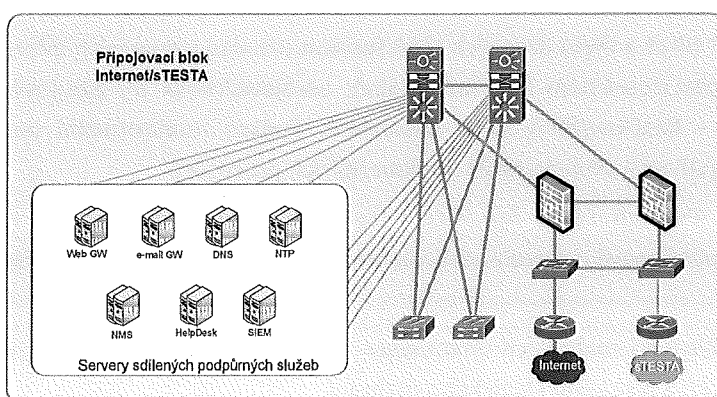 Připojovací blok
Internet/sTESTA
Web GW
e-mail GW
DNS
NTP
NMS
HelpDesk
SIEM
Servery sdílených podpůrných služeb
Internet
sTESTA